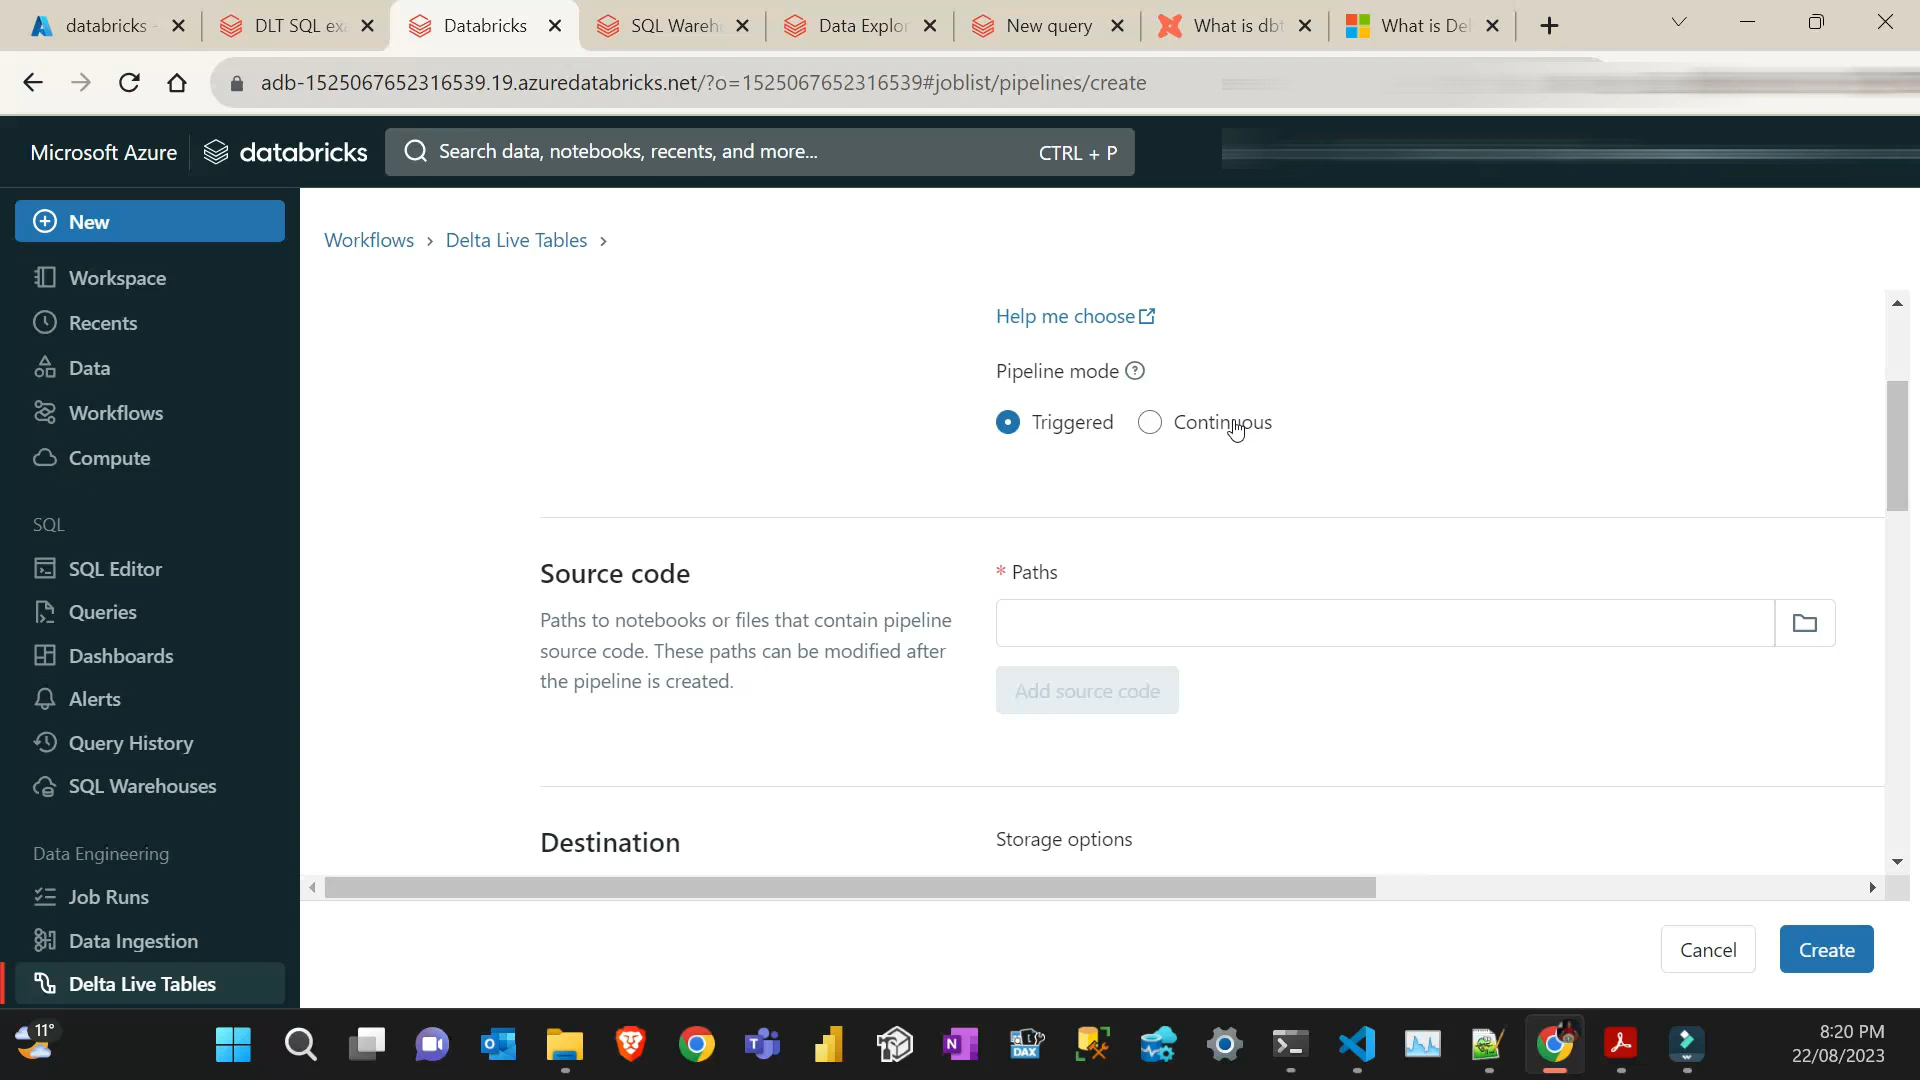 databricks -
DLT SQL ex
Databricks
SQL Wareh
Data Explor
New query
What is dbt
What is Del
adb-1525067652316539.19.azuredatabricks.net/?o=1525067652316539#joblist/pipelines/create
Microsoft Azure
databricks
Search data, notebooks, recents, and more...
CTRL + P
New
Workflows › Delta Live Tables ›
Workspace
Recents
Data
Workflows
Compute
SQL
SQL Editor
Queries
Dashboards
Alerts
Query History
SQL Warehouses
Data Engineering
Job Runs
Data Ingestion
Delta Live Tables
Help me choose
Pipeline mode ?
Triggered
Continuous
Source code
Paths to notebooks or files that contain pipeline
source code. These paths can be modified after
the pipeline is created.
* Paths
Add source code
Destination
Storage options
Cancel
Create
11°
DAX
8:20 PM
22/08/2023